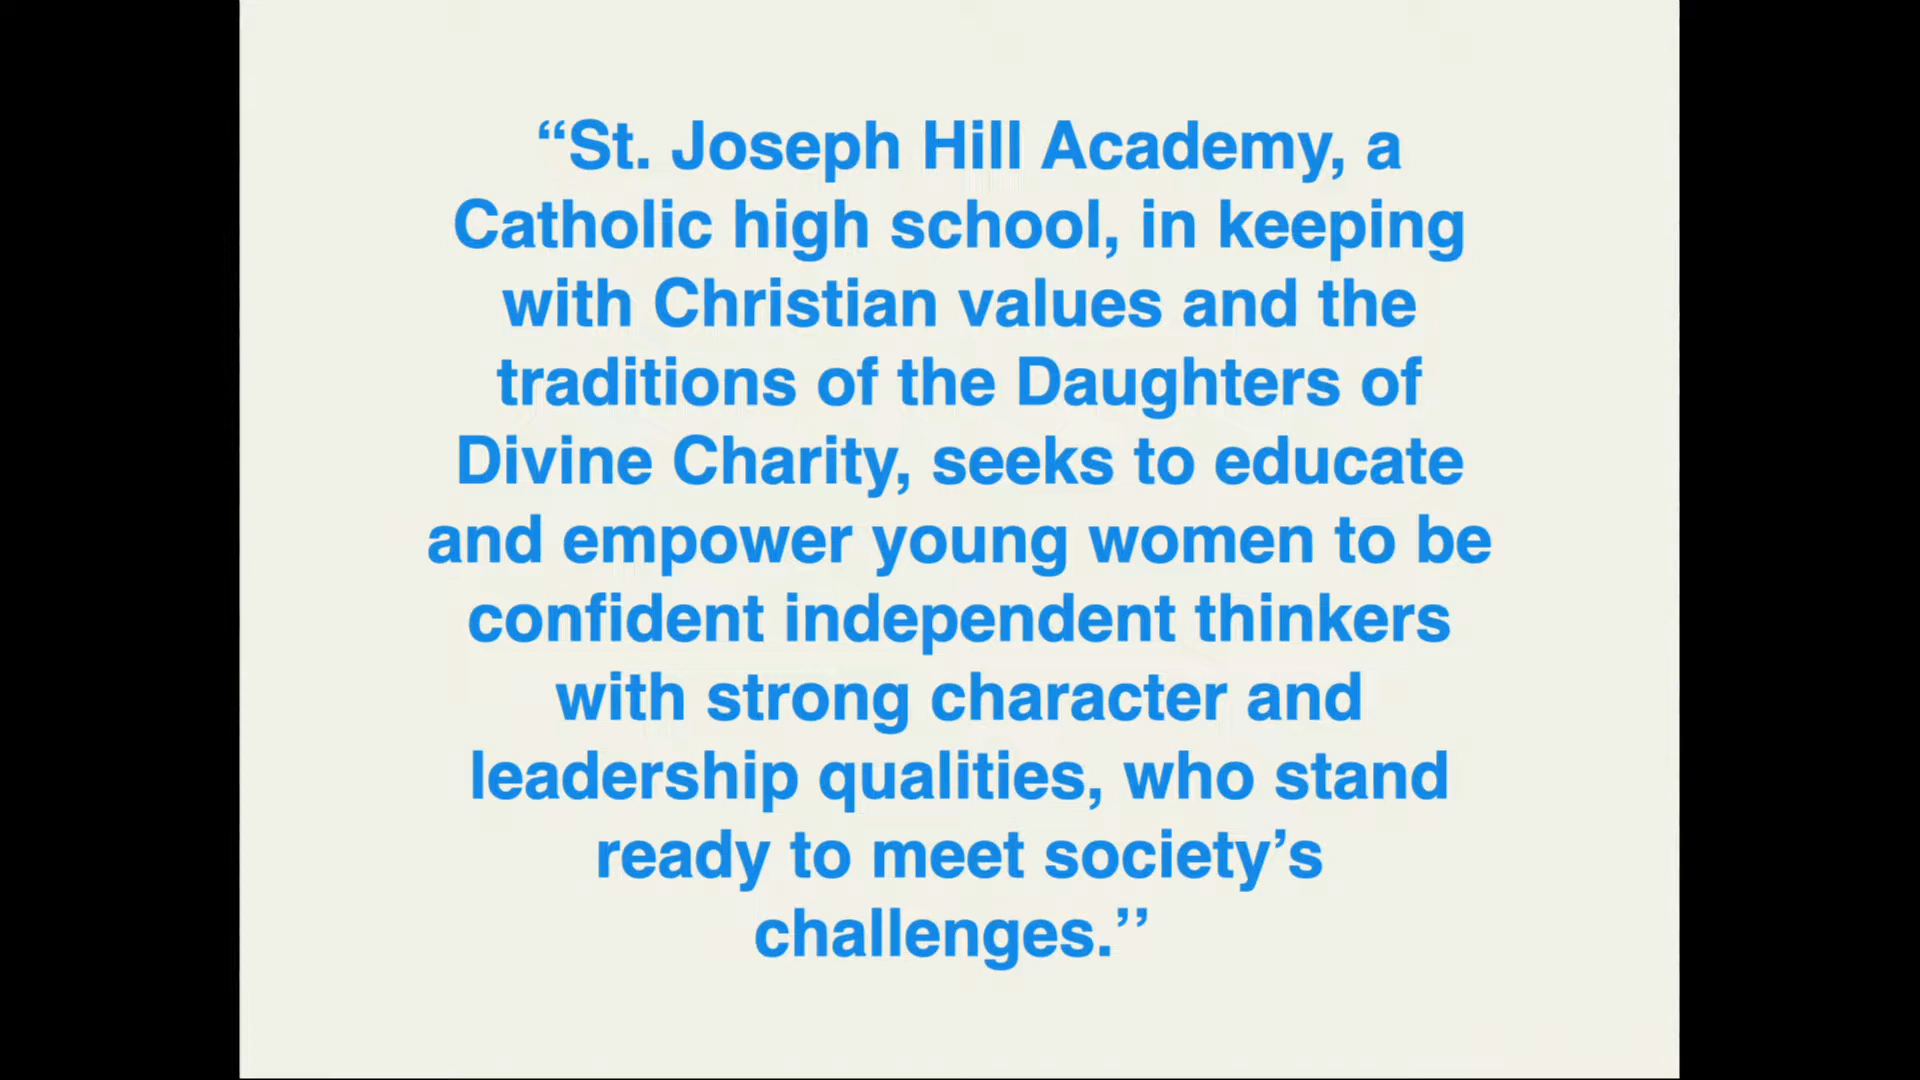 “St. Joseph Hill Academy, a
Catholic high school, in keeping
with Christian values and the
traditions of the Daughters of
Divine Charity, seeks to educate
and empower young women to be
confident independent thinkers
with strong character and
leadership qualities, who stand
ready to meet society’s
challenges.’’